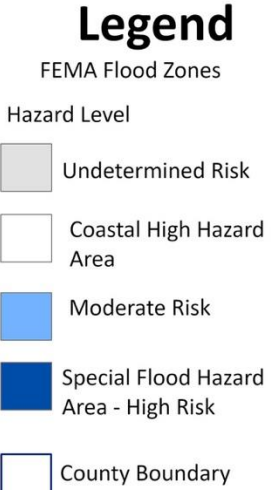 Legend
FEMA Flood Zones
Hazard Level
Undetermined Risk
Coastal High Hazard
Area
Moderate Risk
Special Flood Hazard
Area - High Risk
County Boundary